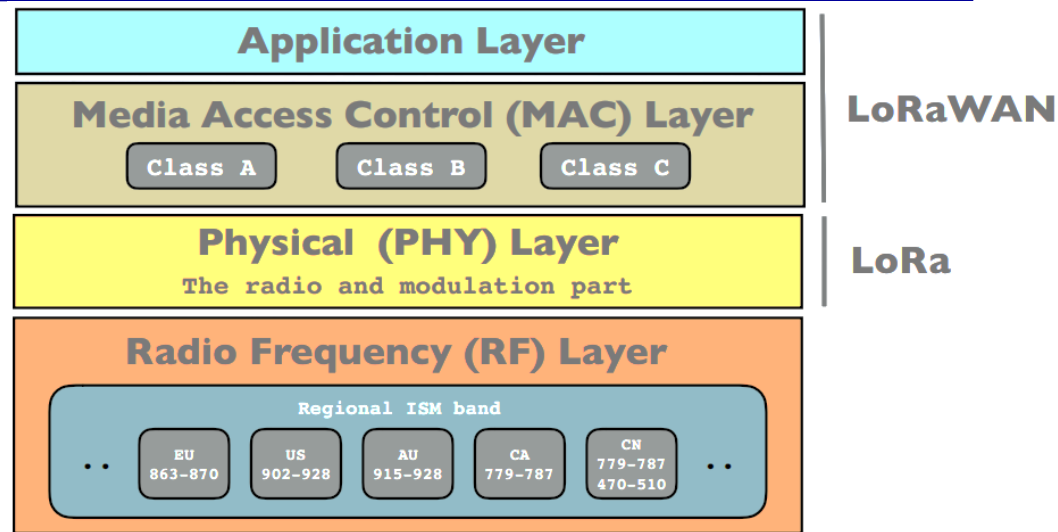 Application Layer
Media Access Control (MAC) Layer
Class A
Class B
Class C
LoRaWAN
Physical (PHY) Layer
The radio and modulation part
LoRa
Radio Frequency (RF) Layer
Regional ISM band
..
EU
863-870
US
902-928
AU
915-928
CA
779-787
CN
779-787
470-510
..